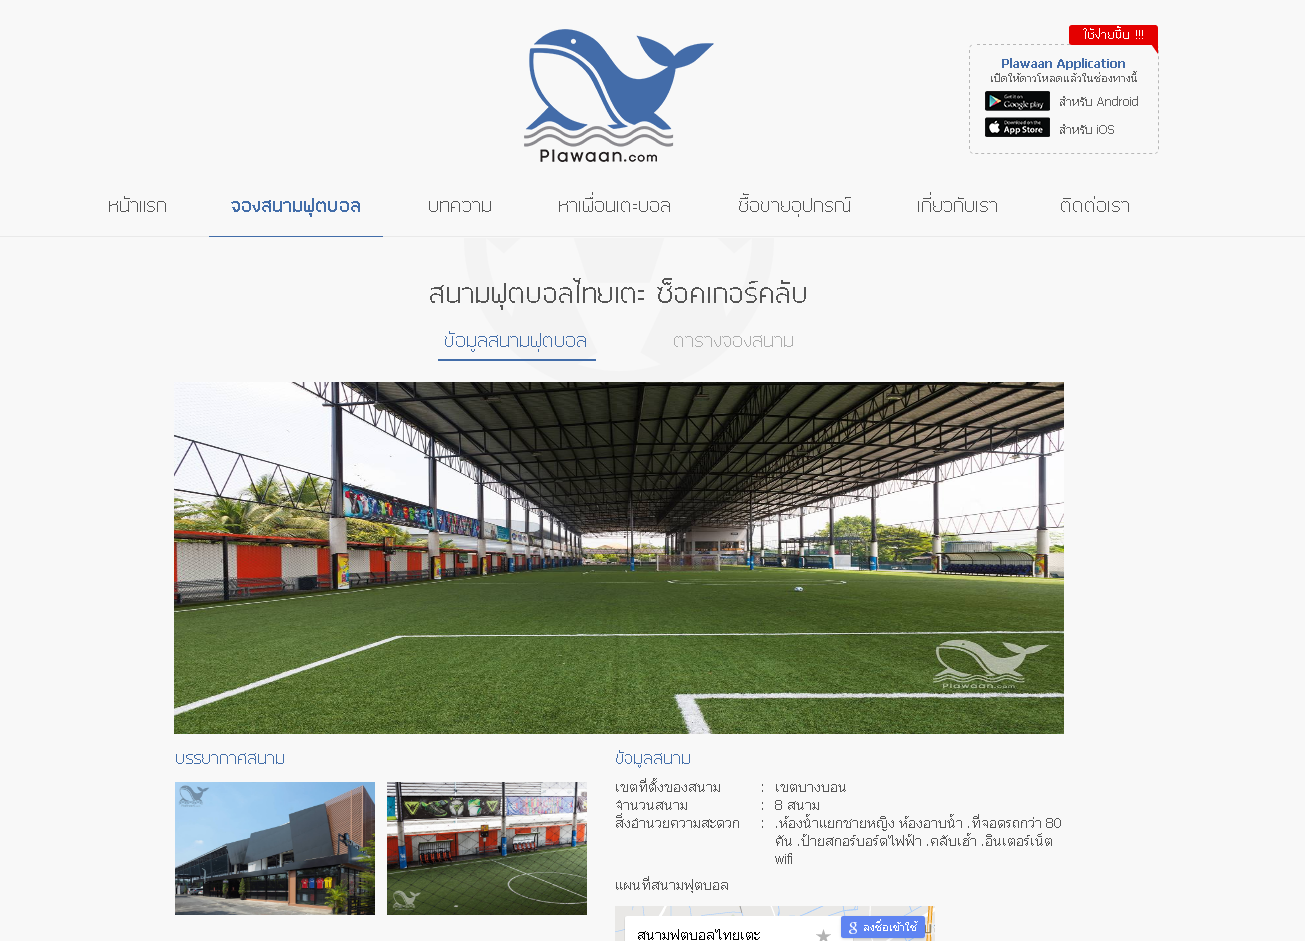 ใช้ง่ายขึ้น !!!
Plawaan Application
เปิดให้ดาวโหลดแล้วในช่องทางนี้
Get it on
Google play
สำหรับ Android
Download on the
App Store
สำหรับ iOS
Plawaan.com
หน้าแรก
จองสนามฟุตบอล
บทความ
หาเพื่อนเตะบอล
ซื้อขายอุปกรณ์
เกี่ยวกับเรา
ติดต่อเรา
สนามฟุตบอลไทยเตะ ซ็อคเกอร์คลับ
ข้อมูลสนามฟุตบอล
ตารางจองสนาม
Plawaan.com
บรรยากาศสนาม
ข้อมูลสนาม
เขตที่ตั้งของสนาม : เขตบางบอน
จำนวนสนาม : 8 สนาม
สิ่งอำนวยความสะดวก : .ห้องน้ำแยกชายหญิง ห้องอาบน้ำ .ที่จอดรถกว่า 80
คัน .ป้ายสกอร์บอร์ดไฟฟ้า .คลับเฮ้า .อินเตอร์เน็ต
wifi
แผนที่สนามฟุตบอล
สนามฟุตบอลไทยเตะ
ลงชื่อเข้าใช้